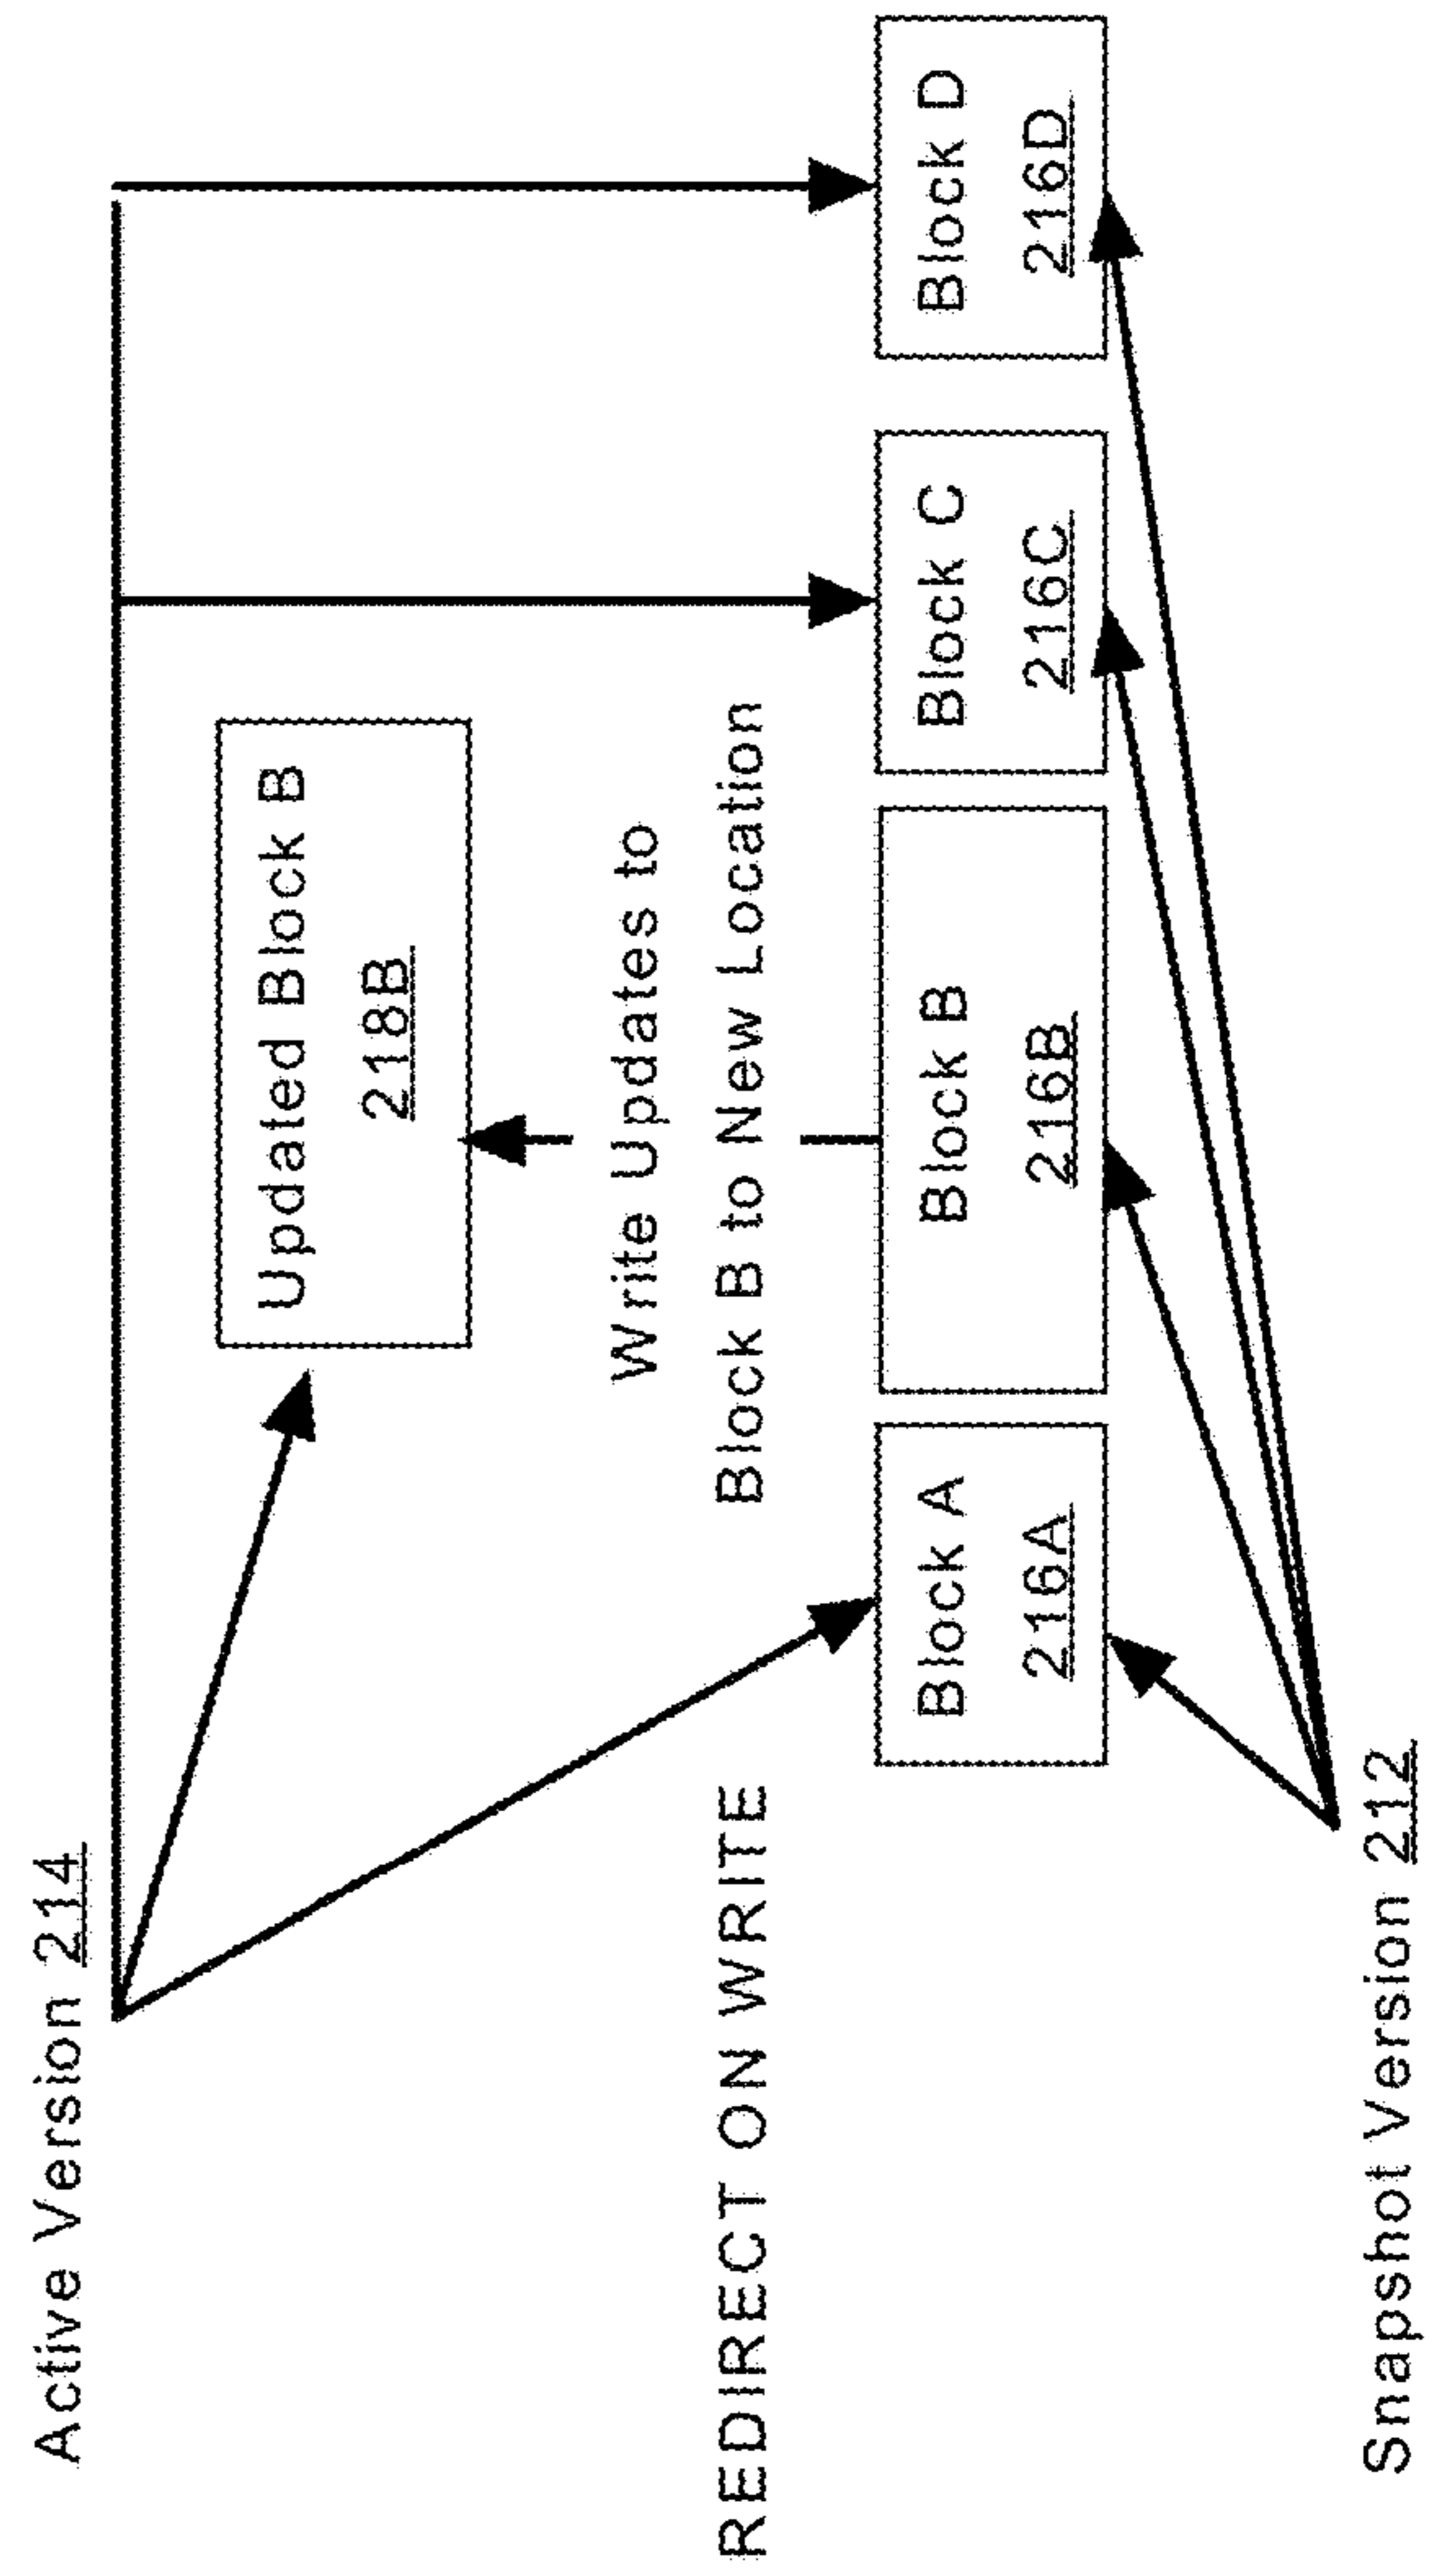 Active Version 214
Updated Block B
218B
Write Updates to
Block B to New Location
REDIRECT ON WRITE
Block A
216A
Block B
216B
Block C
216C
Block D
216D
Snapshot Version 212